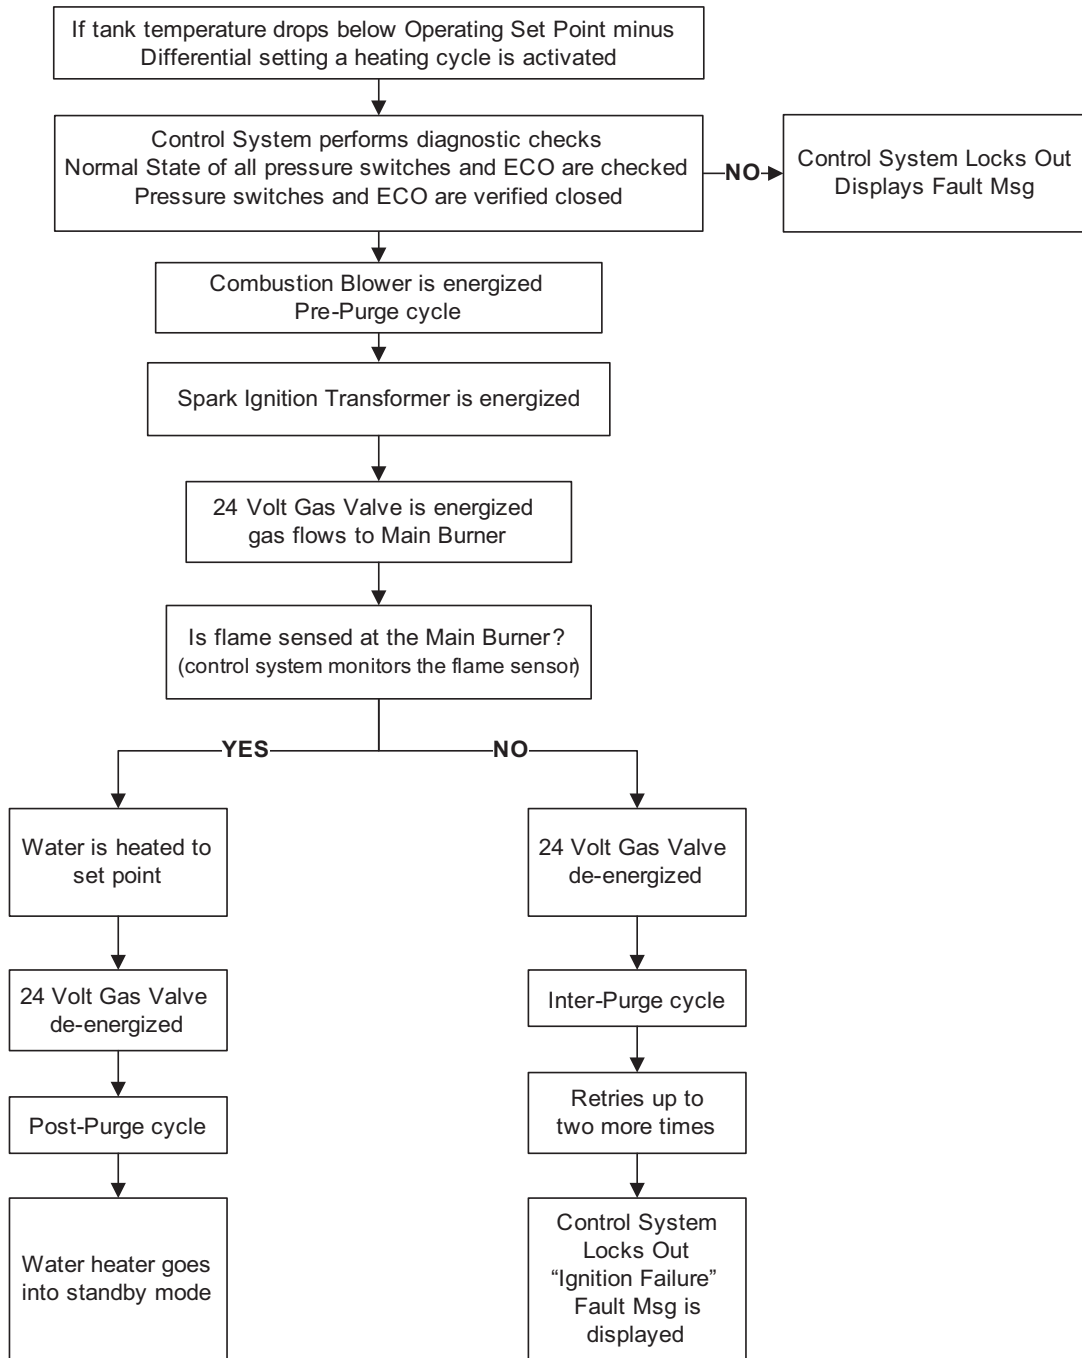 If tank temperature drops below Operating Set Point minus
Differential setting a heating cycle is activated
Control System performs diagnostic checks
Normal State of all pressure switches and ECO are checked
Pressure switches and ECO are verified closed
NO
Control System Locks Out
Displays Fault Msg
Combustion Blower is energized
Pre-Purge cycle
Spark Ignition Transformer is energized
24 Volt Gas Valve is energized
gas flows to Main Burner
Is flame sensed at the Main Burner?
(control system monitors the flame sensor)
YES
NO
Water is heated to
set point
24 Volt Gas Valve
de-energized
Post-Purge cycle
Water heater goes
into standby mode
24 Volt Gas Valve
de-energized
Inter-Purge cycle
Retries up to
two more times
Control System
Locks Out
“Ignition Failure”
Fault Msg is
displayed